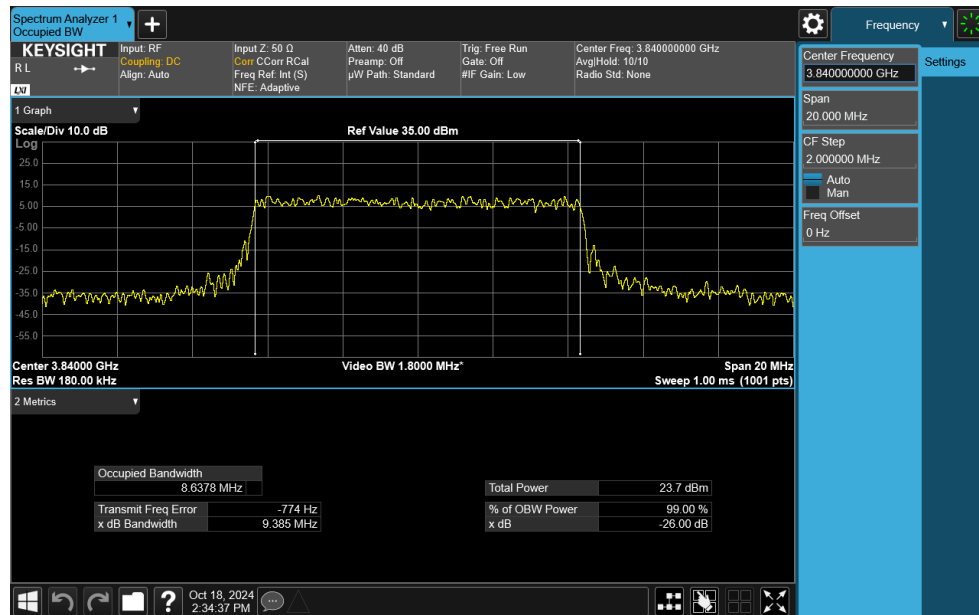 Spectrum Analyzer 1
Occupied BW
+
Frequency
KEYSIGHT
R L
LXI
Input: RF
Coupling: DC
Align: Auto
Input Z: 50 Ω
Corr CCorr RCal
Freq Ref: Int (S)
NFE: Adaptive
Atten: 40 dB
Preamp: Off
µW Path: Standard
Trig: Free Run
Gate: Off
#IF Gain: Low
Center Freq: 3.840000000 GHz
Avg|Hold: 10/10
Radio Std: None
Center Frequency
3.840000000 GHz
Settings
Span
20.000 MHz
CF Step
2.000000 MHz
Auto
Man
Freq Offset
0 Hz
1 Graph
Scale/Div 10.0 dB
Ref Value 35.00 dBm
Log
25.0
15.0
5.00
-5.00
-15.0
-25.0
-35.0
-45.0
-55.0
Center 3.84000 GHz
Video BW 1.8000 MHz*
Span 20 MHz
Res BW 180.00 kHz
Sweep 1.00 ms (1001 pts)
2 Metrics
Occupied Bandwidth
8.6378 MHz
Total Power 23.7 dBm
Transmit Freq Error -774 Hz
% of OBW Power 99.00 %
x dB Bandwidth 9.385 MHz
x dB -26.00 dB
?
Oct 18, 2024
2:34:37 PM